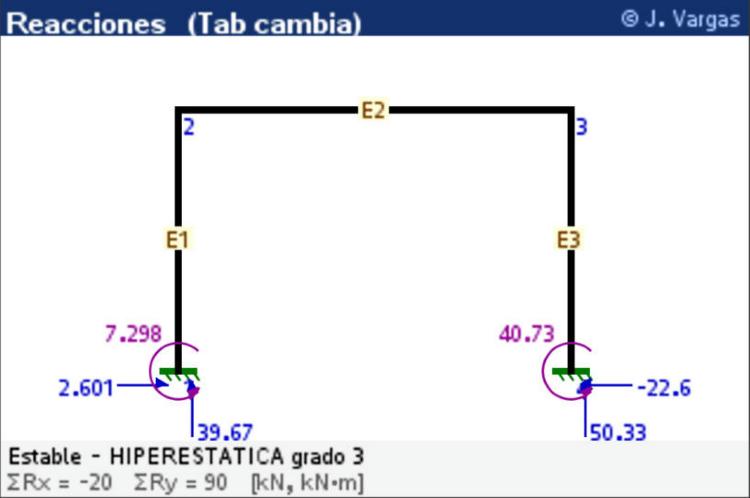 Reacciones (Tab cambia)
© J. Vargas
E2
2
3
E1
E3
7.298
40.73
2.601
-22.6
39.67
50.33
Estable - HIPERESTATICA grado 3
ΣRx = -20 ΣRy = 90 [kN, kN·m]